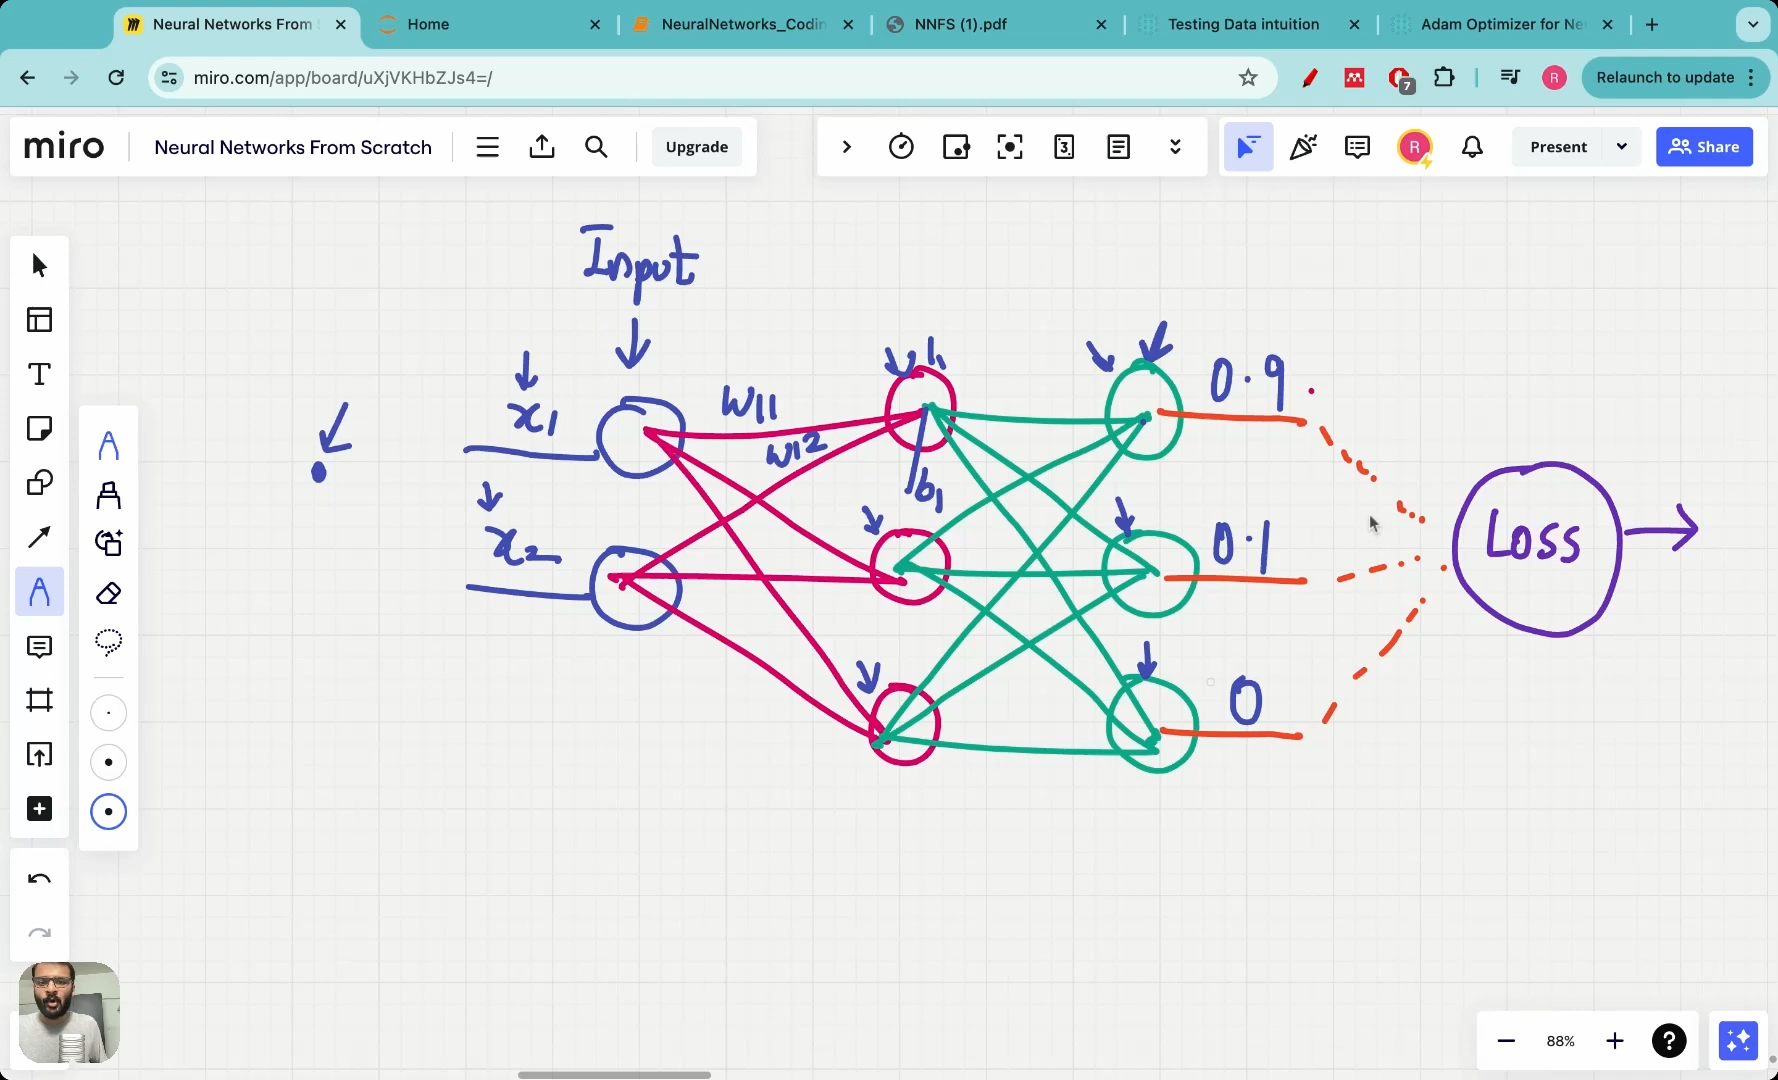 Neural Networks From S
Home
NeuralNetworks_Codin
NNFS (1).pdf
Testing Data intuition
Adam Optimizer for Ne
miro.com/app/board/uXjVKHbZJs4=/
7
R
Relaunch to update
miro
Neural Networks From Scratch
Upgrade
3
R
Present
Share
Input
x1
W11
W12
b1
x2
0.9
0.1
0
Loss
88%